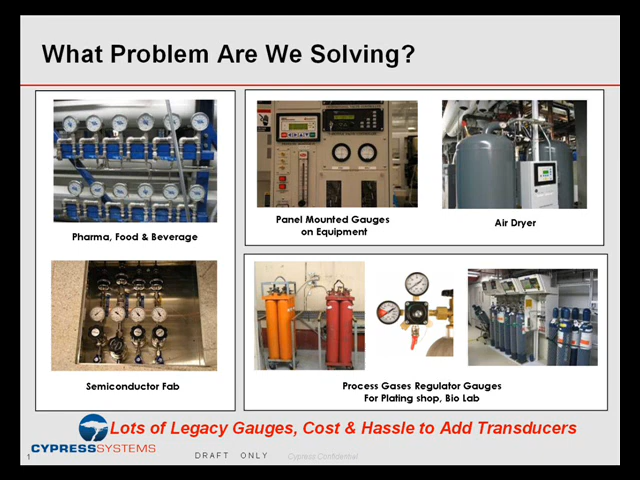 What Problem Are We Solving?
Pharma, Food & Beverage
Panel Mounted Gauges
on Equipment
Air Dryer
Semiconductor Fab
Process Gases Regulator Gauges
For Plating shop, Bio Lab
Lots of Legacy Gauges, Cost & Hassle to Add Transducers
CYPRESSSYSTEMS
1
DRAFT ONLY
Cypress Confidential